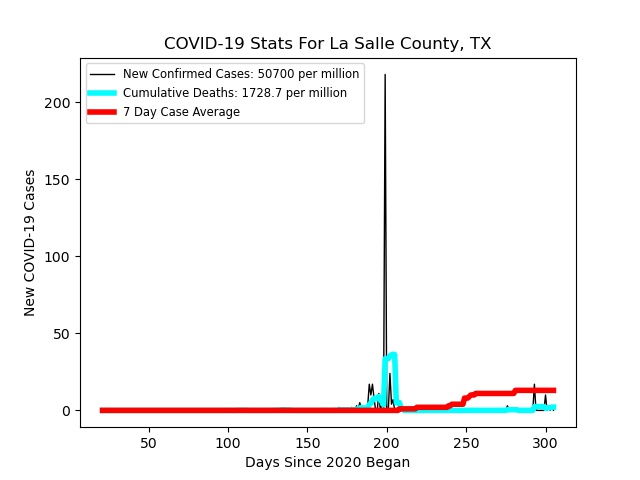 COVID-19 Stats For La Salle County, TX
New Confirmed Cases: 50700 per million
Cumulative Deaths: 1728.7 per million
7 Day Case Average
New COVID-19 Cases
200
150
100
50
0
50 100 150 200 250 300
Days Since 2020 Began